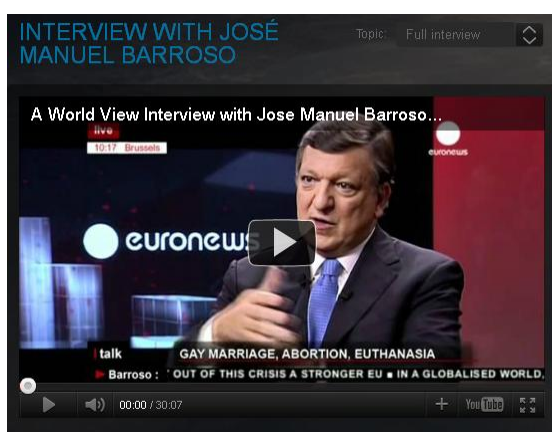 INTERVIEW WITH JOSÉ
MANUEL BARROSO
Topic: Full interview
A World View Interview with Jose Manuel Barroso...
live
10:17 Brussels
euronews
euronews
talk GAY MARRIAGE, ABORTION, EUTHANASIA
Barroso : ' OUT OF THIS CRISIS A STRONGER EU ■ IN A GLOBALISED WORLD,
00:00 / 30:07
YouTube